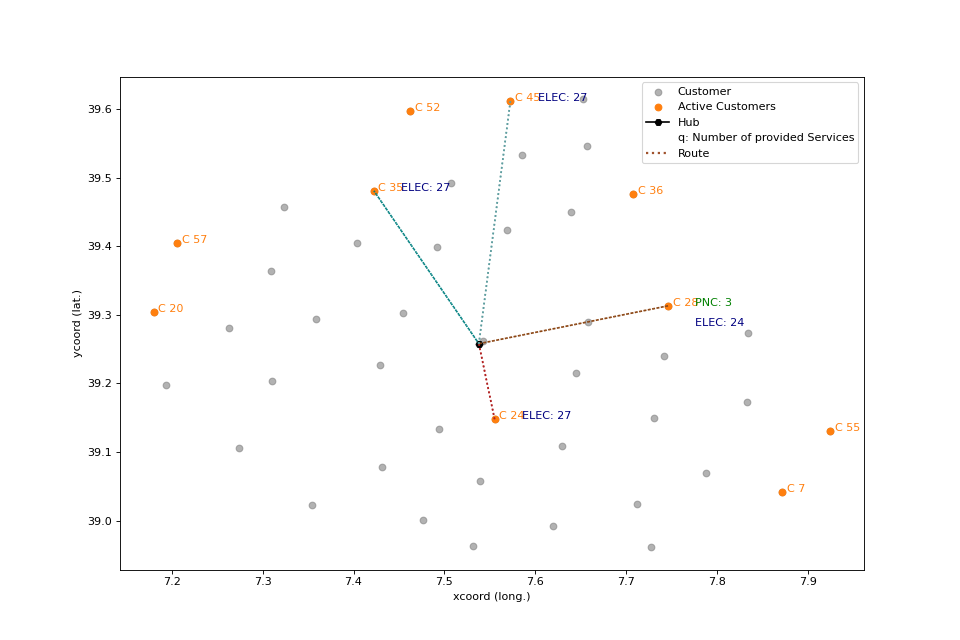 Customer
Active Customers
Hub
q: Number of provided Services
Route
C 45 ELEC: 27
C 52
C 35 ELEC: 27
C 36
C 57
C 20
C 28 PNC: 3
ELEC: 24
C 24 ELEC: 27
C 55
C 7
39.6
39.5
39.4
39.3
39.2
39.1
39.0
ycoord (lat.)
7.2 7.3 7.4 7.5 7.6 7.7 7.8 7.9
xcoord (long.)